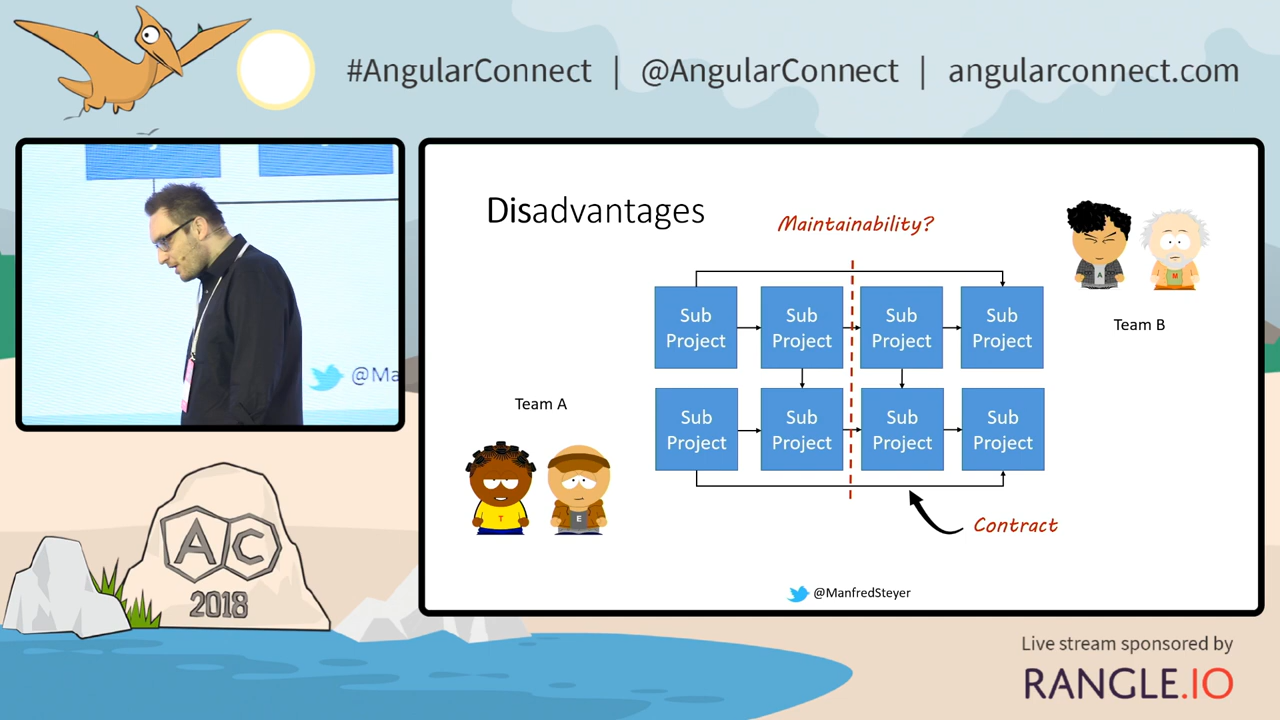 #AngularConnect | @AngularConnect | angularconnect.com
Disadvantages
Maintainability?
Sub Project
Sub Project
Sub Project
Sub Project
Team B
A
M
Team A
Sub Project
Sub Project
Sub Project
Sub Project
T
E
Contract
@ManfredSteyer
@Ma
AC
2018
Live stream sponsored by
RANGLE.IO